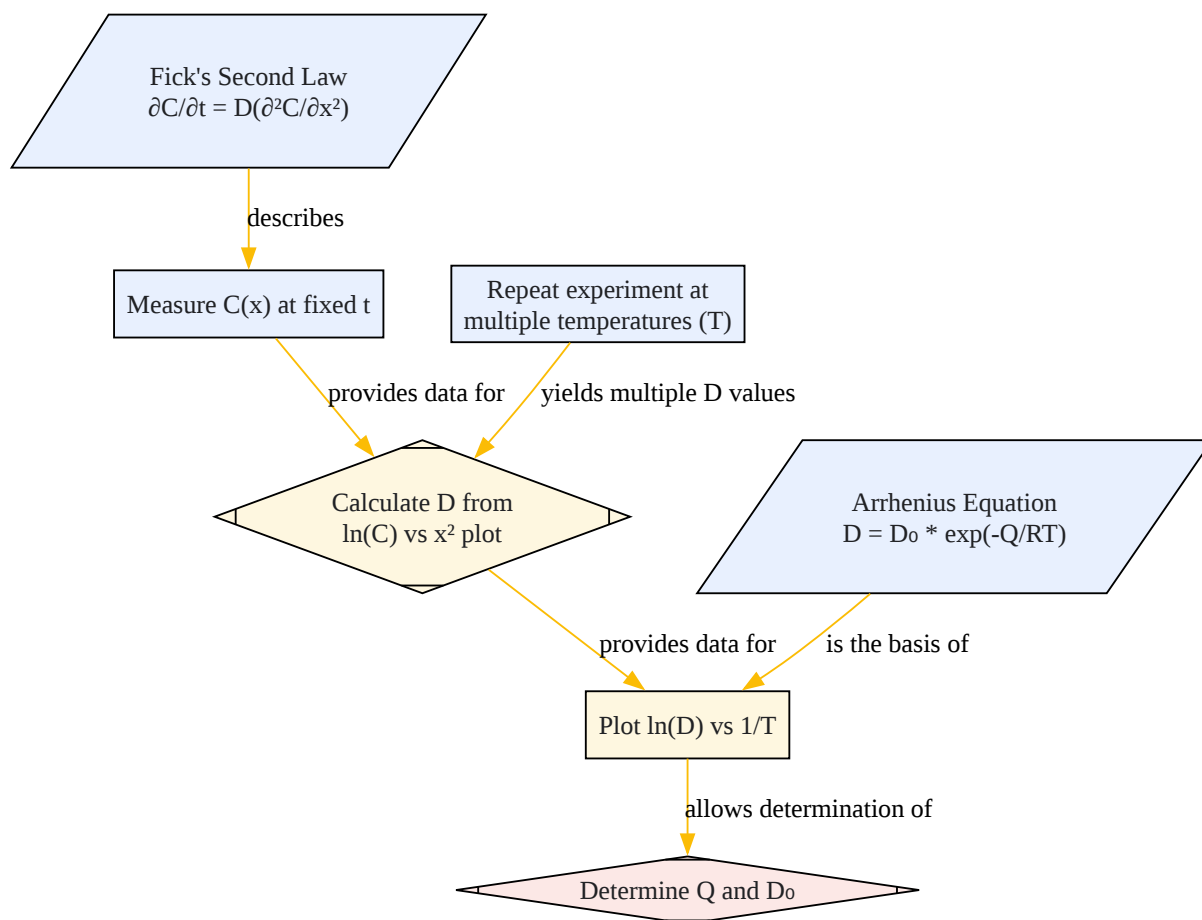 Fick's Second Law
∂C/∂t = D(∂²C/∂x²)
describes
Measure C(x) at fixed t
Repeat experiment at
multiple temperatures (T)
provides data for
yields multiple D values
Calculate D from
ln(C) vs x² plot
Arrhenius Equation
D = D₀ * exp(-Q/RT)
provides data for
is the basis of
Plot ln(D) vs 1/T
allows determination of
Determine Q and D₀